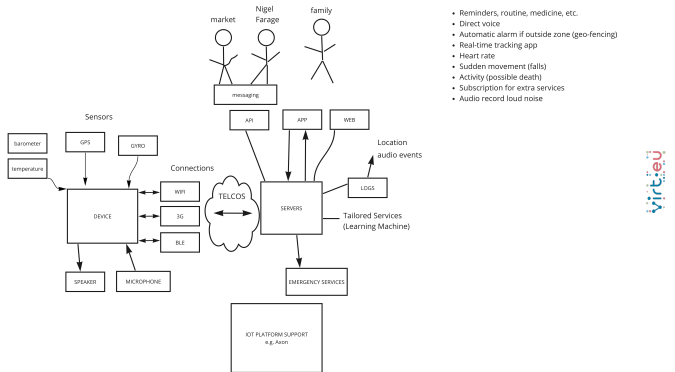 Nigel
Farage
family
market
messaging
API
APP
WEB
Sensors
barometer
GPS
GYRO
temperature
Connections
Location
audio events
WIFI
TELCOS
LOGS
DEVICE
3G
SERVERS
Tailored Services
(Learning Machine)
BLE
SPEAKER
MICROPHONE
EMERGENCY SERVICES
IOT PLATFORM SUPPORT
e.g. Axon
• Reminders, routine, medicine, etc.
• Direct voice
• Automatic alarm if outside zone (geo-fencing)
• Real-time tracking app
• Heart rate
• Sudden movement (falls)
• Activity (possible death)
• Subscription for extra services
• Audio record loud noise
virt:eu